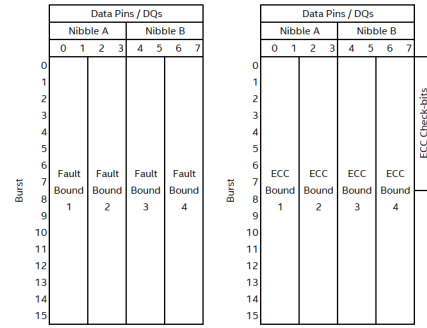 Data Pins / DQs
Nibble A Nibble B
0 1 2 3 4 5 6 7
0
1
2
3
4
5
6
7
8
9
10
11
12
13
14
15
Burst
Fault Fault Fault Fault
Bound Bound Bound Bound
1 2 3 4
Data Pins / DQs
Nibble A Nibble B
0 1 2 3 4 5 6 7
0
1
2
3
4
5
6
7
8
9
10
11
12
13
14
15
Burst
ECC ECC ECC ECC
Bound Bound Bound Bound
1 2 3 4
ECC Check-bits